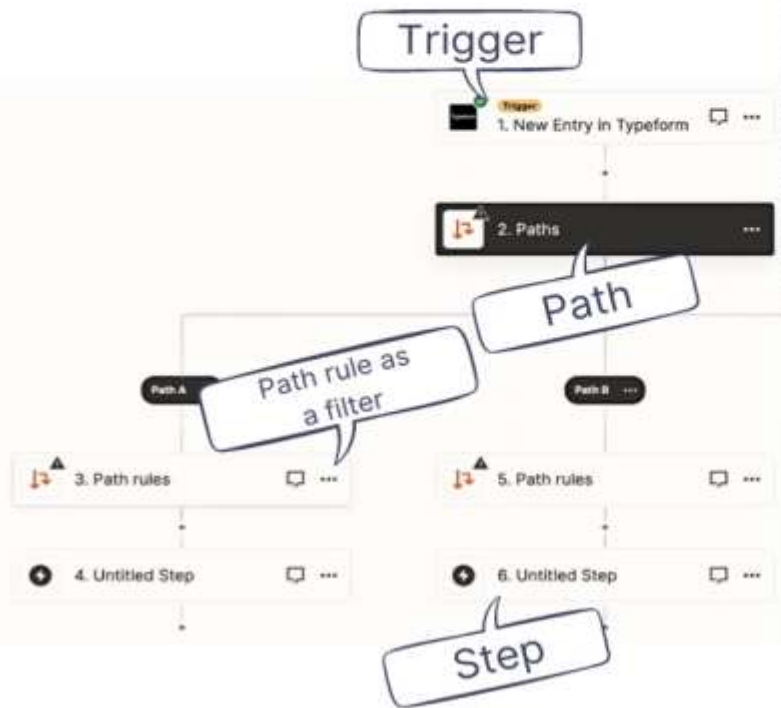 Trigger
Trigger
1. New Entry in Typeform
2. Paths
Path
Path rule as
a filter
Path A
Path B
3. Path rules
5. Path rules
4. Untitled Step
6. Untitled Step
Step